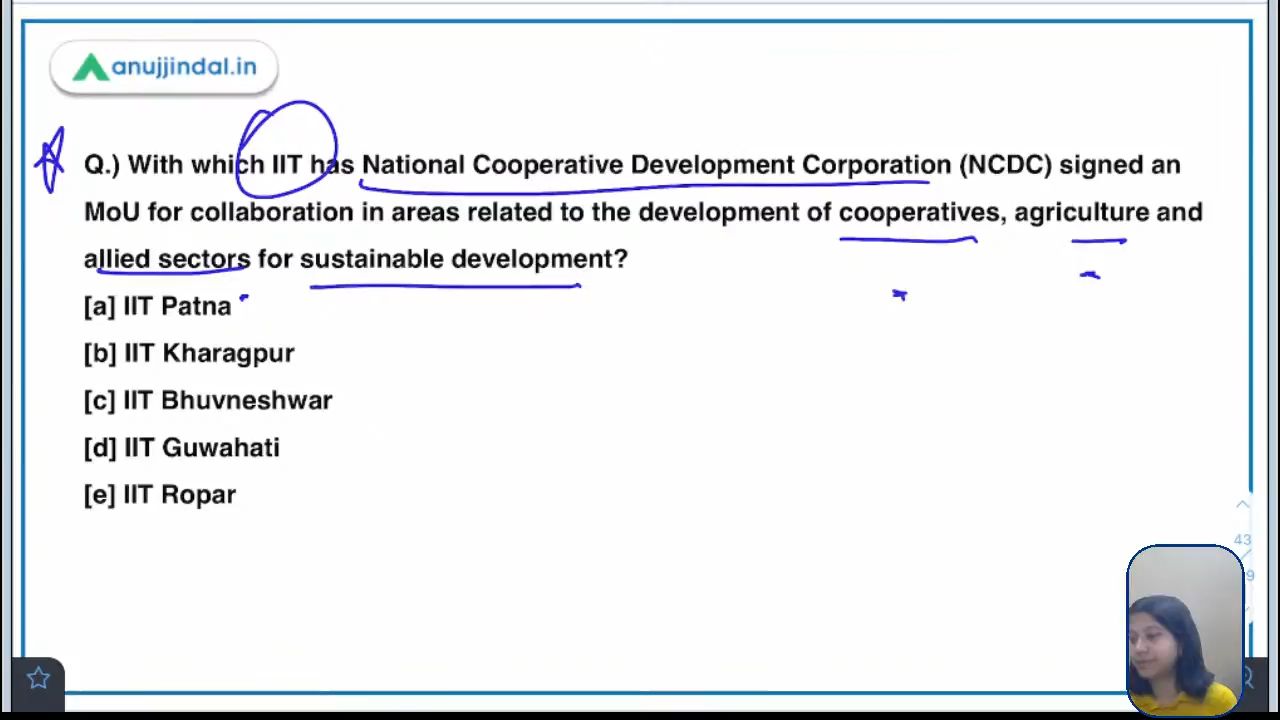 anujjindal.in
Q.) With which IIT has National Cooperative Development Corporation (NCDC) signed an
MoU for collaboration in areas related to the development of cooperatives, agriculture and
allied sectors for sustainable development?
[a] IIT Patna
[b] IIT Kharagpur
[c] IIT Bhuvneshwar
[d] IIT Guwahati
[e] IIT Ropar
43
9